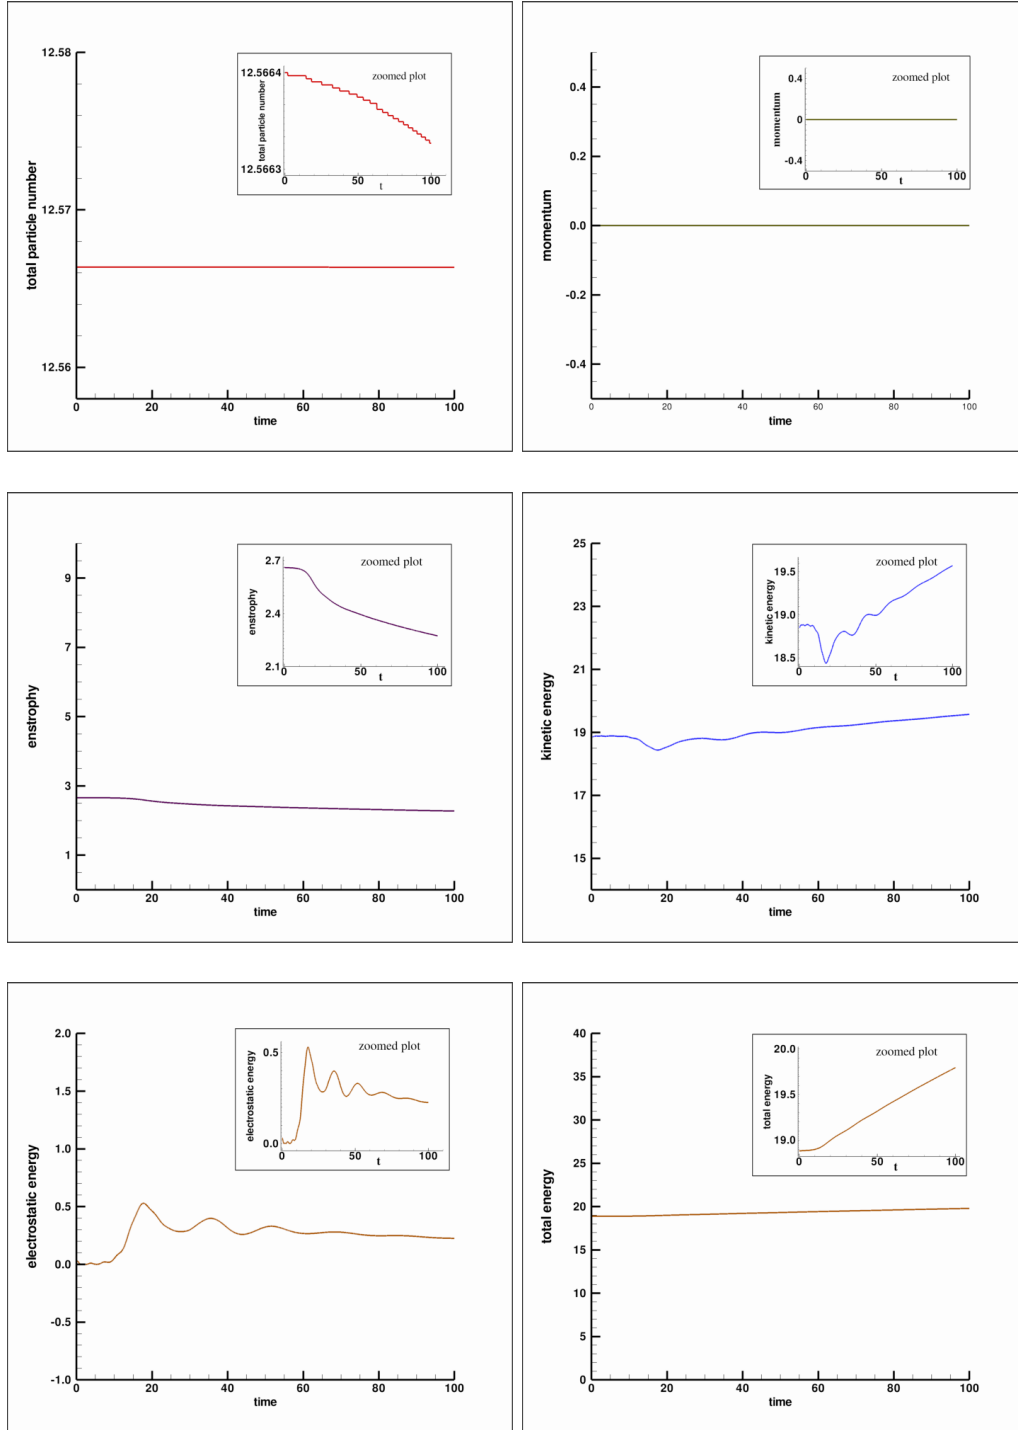 12.58
12.57
12.56
total particle number
0 20 40 60 80 100
time
zoomed plot
12.5664
12.5663
total particle number
0 50 100
t
0.4
0.2
0.0
-0.2
-0.4
momentum
0 20 40 60 80 100
time
zoomed plot
0.4
0
-0.4
momentum
0 50 100
t
9
7
5
3
1
enstrophy
0 20 40 60 80 100
time
zoomed plot
2.7
2.4
2.1
enstrophy
0 50 100
t
25
23
21
19
17
15
kinetic energy
0 20 40 60 80 100
time
zoomed plot
19.5
19.0
18.5
kinetic energy
0 50 100
t
2.0
1.5
1.0
0.5
0.0
-0.5
-1.0
electrostatic energy
0 20 40 60 80 100
time
zoomed plot
0.5
0.0
electrostatic energy
0 50 100
t
40
35
30
25
20
15
10
5
0
total energy
0 20 40 60 80 100
time
zoomed plot
20.0
19.5
19.0
total energy
0 50 100
t